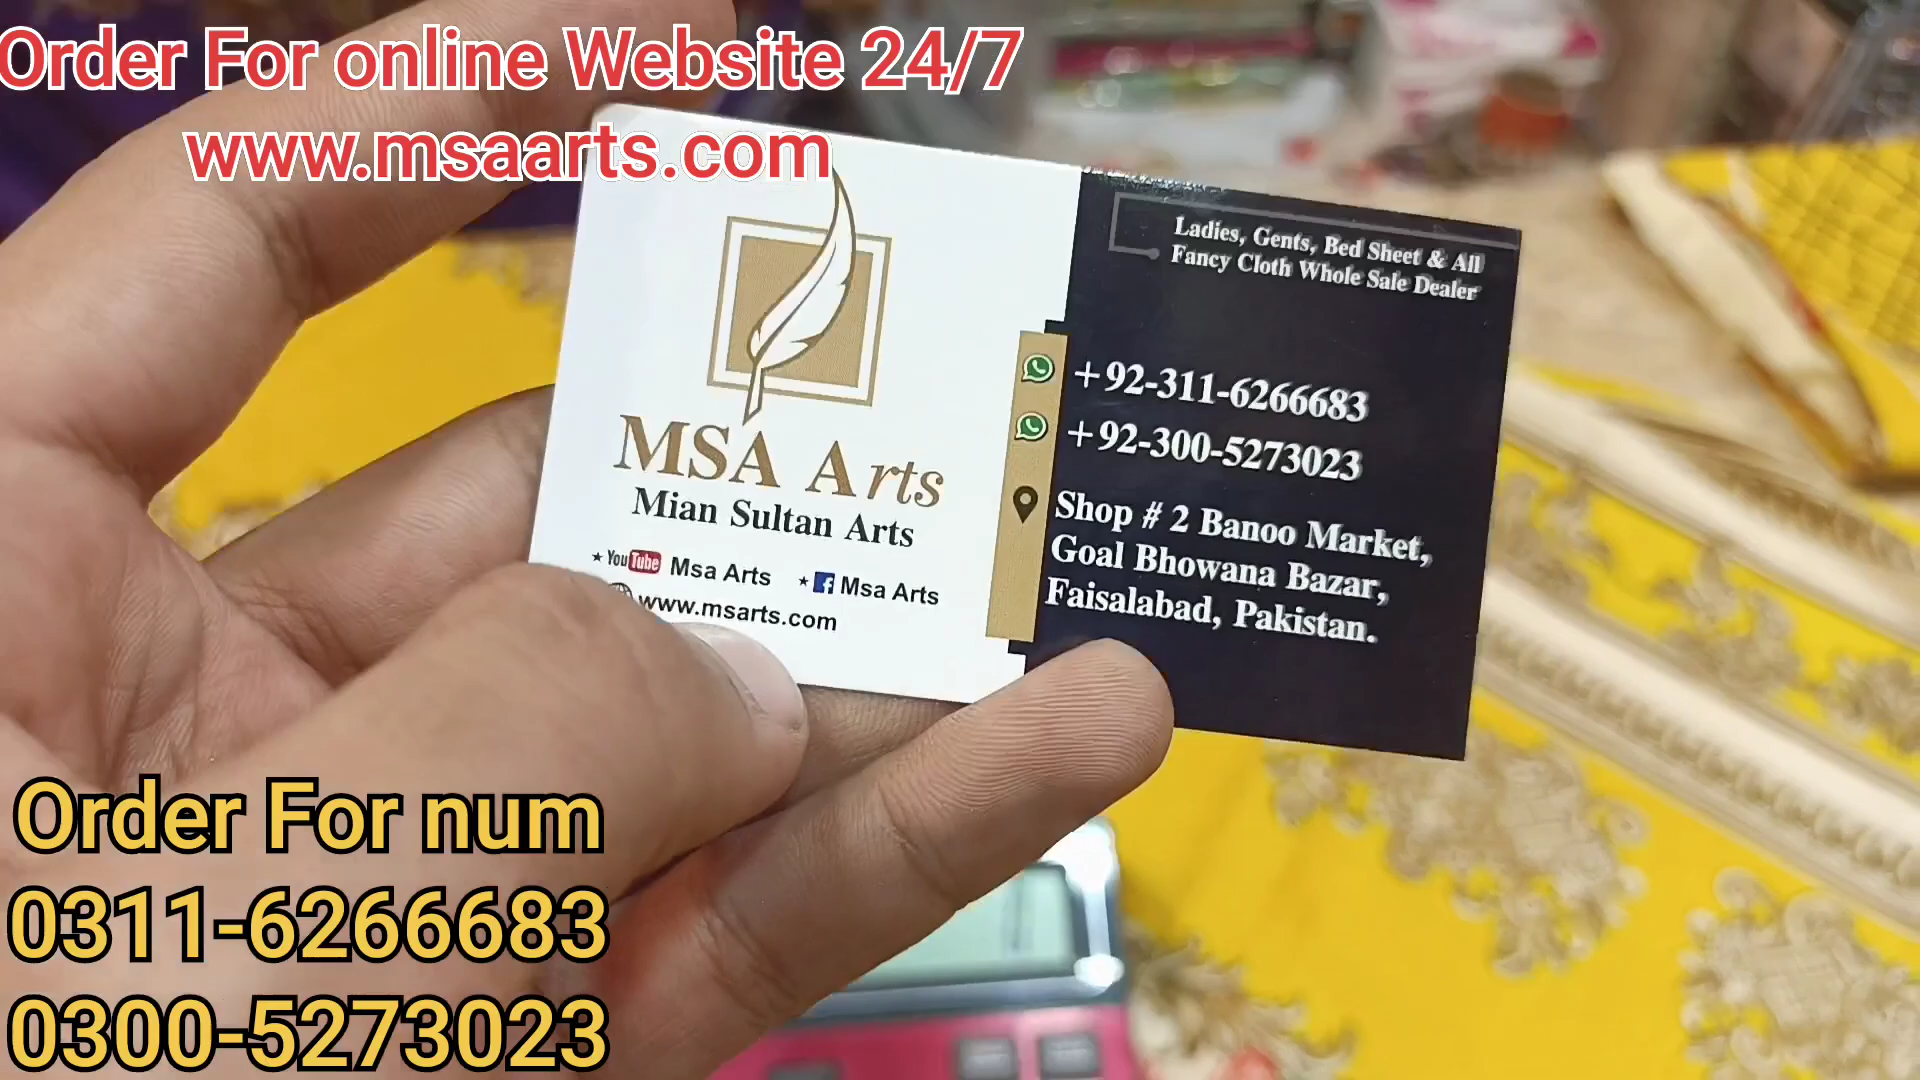 Order For online Website 24/7
www.msaarts.com
Ladies, Gents, Bed Sheet & All
Fancy Cloth Whole Sale Dealer
+92-311-6266683
+92-300-5273023
Shop # 2 Banoo Market,
Goal Bhowana Bazar,
Faisalabad, Pakistan.
MSA Arts
Mian Sultan Arts
YouTube Msa Arts f Msa Arts
www.msarts.com
Order For num
0311-6266683
0300-5273023